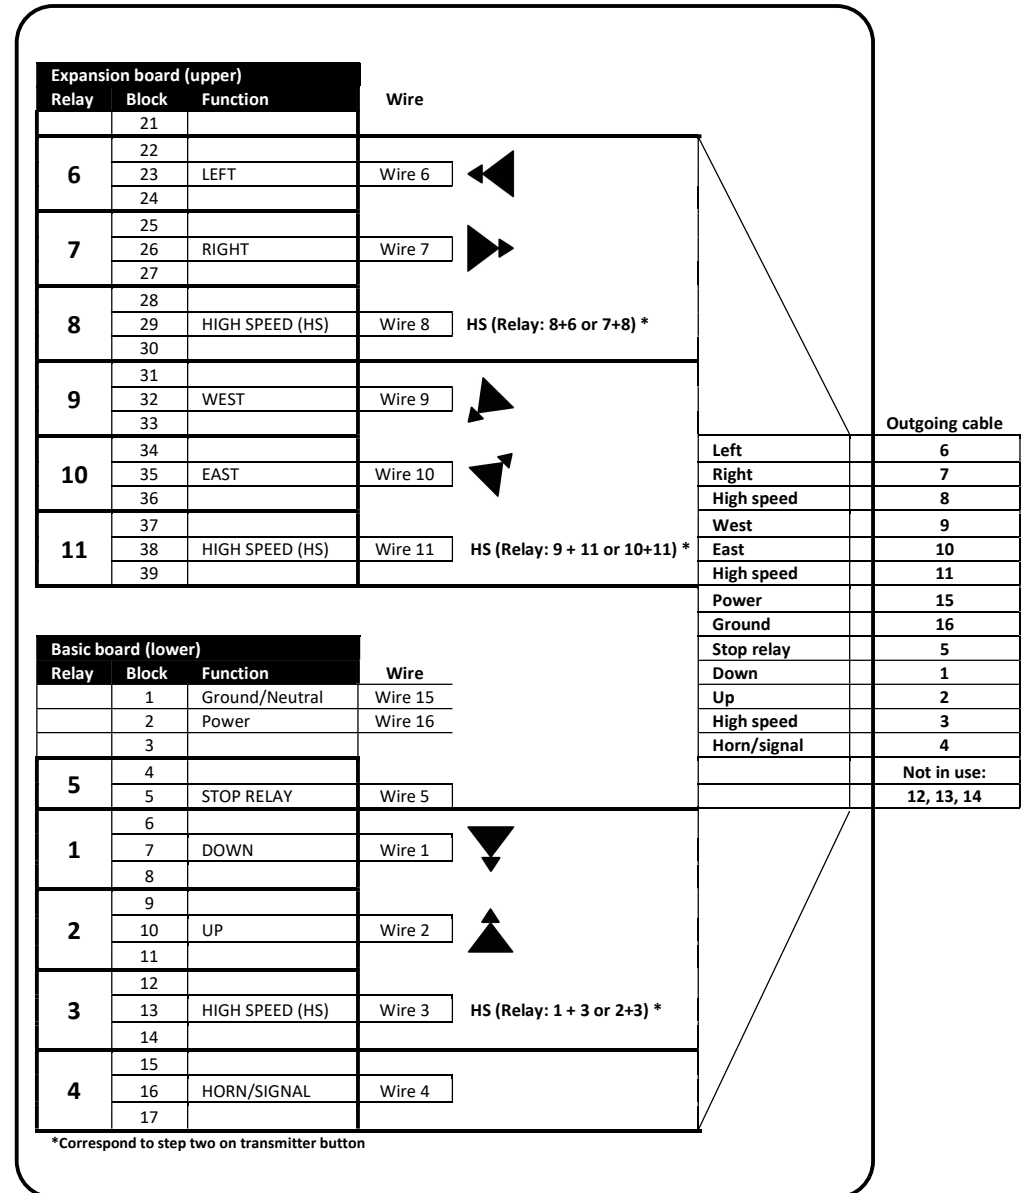 Expansion board (upper)
Relay Block Function Wire
21
22
6 23 LEFT Wire 6
24
25
7 26 RIGHT Wire 7
27
28
8 29 HIGH SPEED (HS) Wire 8 HS (Relay: 8+6 or 7+8) *
30
31
9 32 WEST Wire 9
33
34
10 35 EAST Wire 10
36
37
11 38 HIGH SPEED (HS) Wire 11 HS (Relay: 9 + 11 or 10+11) *
39
Outgoing cable
Left 6
Right 7
High speed 8
West 9
East 10
High speed 11
Power 15
Ground 16
Stop relay 5
Down 1
Up 2
High speed 3
Horn/signal 4
Not in use:
12, 13, 14
Basic board (lower)
Relay Block Function Wire
1 Ground/Neutral Wire 15
2 Power Wire 16
3
4
5 5 STOP RELAY Wire 5
6
1 7 DOWN Wire 1
8
9
2 10 UP Wire 2
11
12
3 13 HIGH SPEED (HS) Wire 3 HS (Relay: 1 + 3 or 2+3) *
14
15
4 16 HORN/SIGNAL Wire 4
17
*Correspond to step two on transmitter button